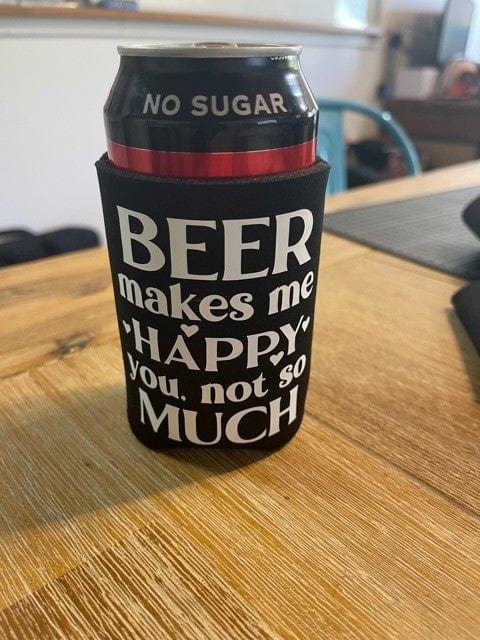 NO SUGAR
BEER
makes me
HAPPY
you, not so
MUCH